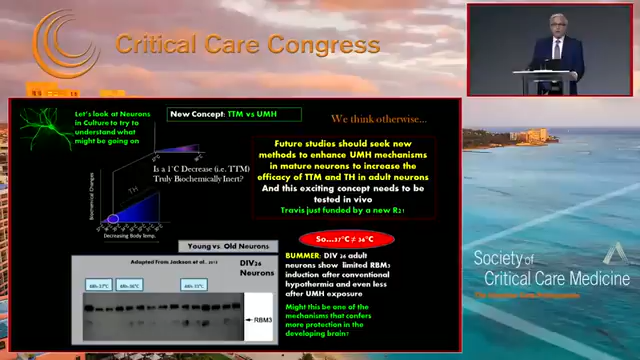 Critical Care Congress
Let's look at Neurons
in Culture to try to
understand what
might be going on
New Concept: TTM vs UMH
We think otherwise...
Is a 1°C Decrease (i.e. TTM)
Truly Biochemically Inert?
Biochemical Changes
TH
37°C
Decreasing Body Temp.
Future studies should seek new
methods to enhance UMH mechanisms
in mature neurons to increase the
efficacy of TTM and TH in adult neurons
And this exciting concept needs to be
tested in vivo
Travis just funded by a new R21
So...37°C ≠ 36°C
Young vs. Old Neurons
Adapted From Jackson et al. 2015
DIV26
Neurons
48h-37°C
48h-36°C
48h-33°C
RBM3
BUMMER: DIV 26 adult
neurons show limited RBM3
induction after conventional
hypothermia and even less
after UMH exposure
Might this be one of the
mechanisms that confers
more protection in the
developing brain?
Society of
Critical Care Medicine
The Intensive Care Professionals